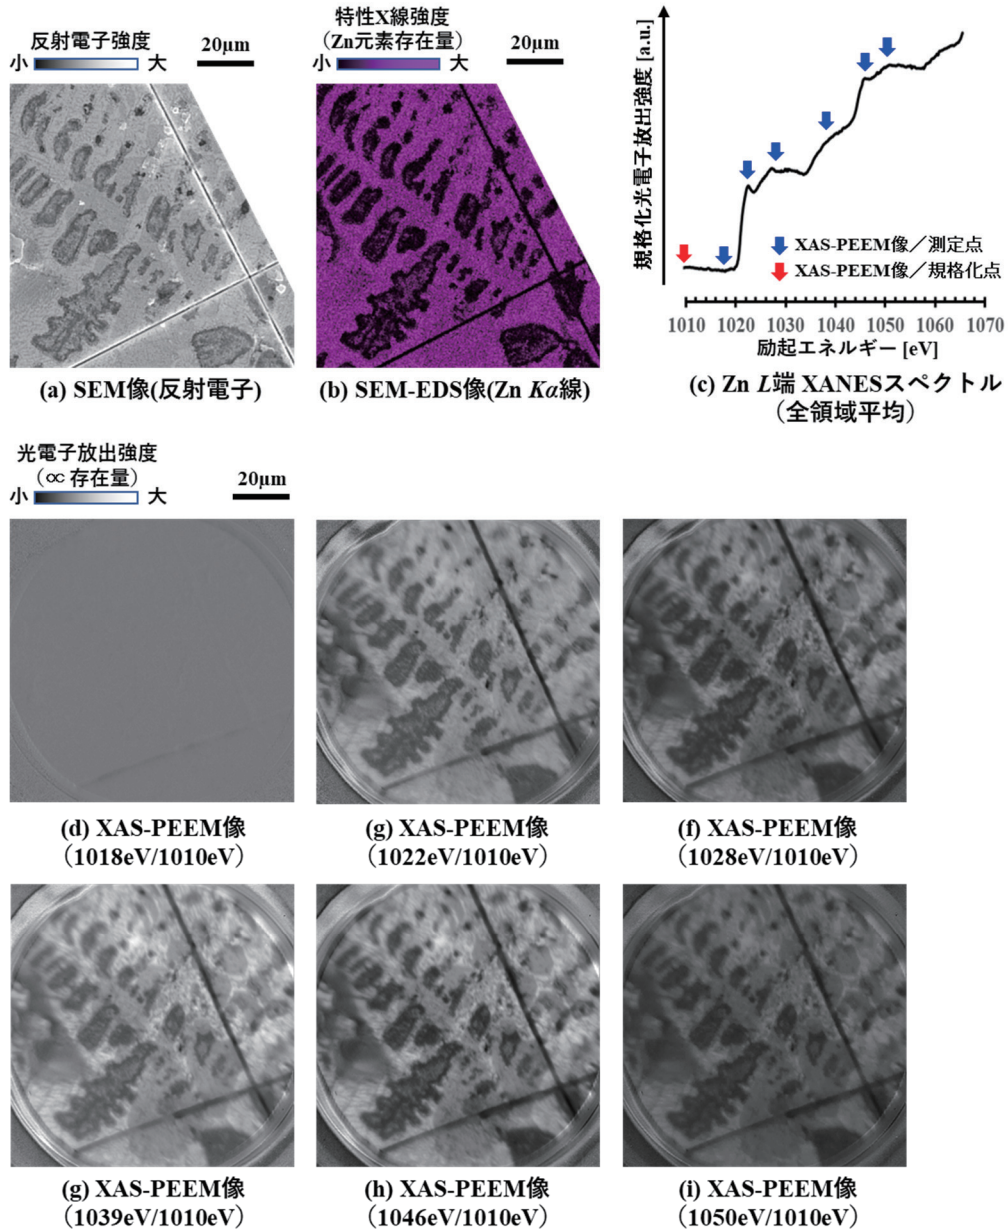 反射電子強度
小 大
20μm
(a) SEM像(反射電子)
特性X線強度
(Zn元素存在量)
小 大
20μm
(b) SEM-EDS像(Zn Kα線)
規格化光電子放出強度 [a.u.]
XAS-PEEM像／測定点
XAS-PEEM像／規格化点
1010 1020 1030 1040 1050 1060 1070
励起エネルギー [eV]
(c) Zn L端 XANESスペクトル
（全領域平均）
光電子放出強度
（∝ 存在量）
小 大
20μm
(d) XAS-PEEM像
（1018eV/1010eV）
(g) XAS-PEEM像
（1022eV/1010eV）
(f) XAS-PEEM像
（1028eV/1010eV）
(g) XAS-PEEM像
（1039eV/1010eV）
(h) XAS-PEEM像
（1046eV/1010eV）
(i) XAS-PEEM像
（1050eV/1010eV）